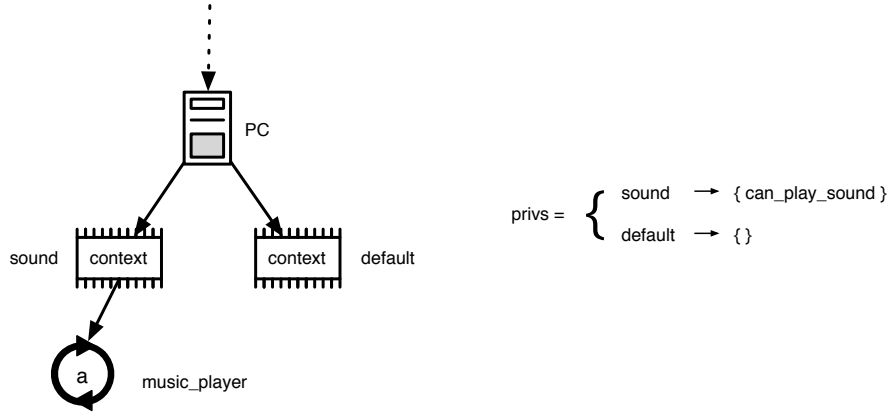 PC
sound context context default
a music_player
privs = { sound → { can_play_sound }
default → { }